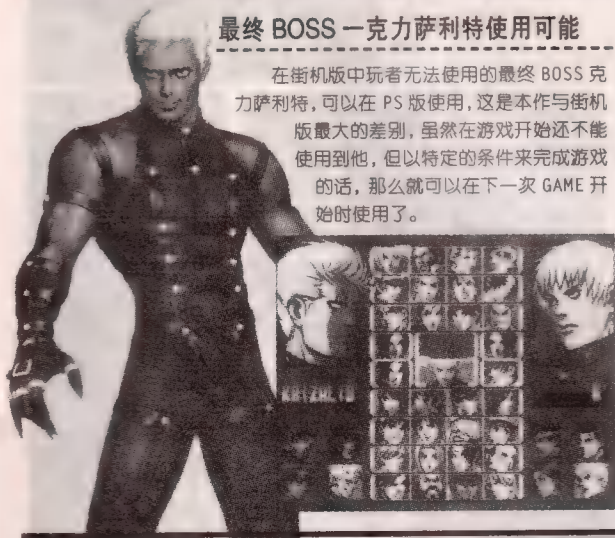 最终 BOSS 一克力萨利特使用可能
在街机版中玩者无法使用的最终 BOSS 克
力萨利特，可以在 PS 版使用，这是本作与街机
版最大的差别，虽然在游戏开始还不能
使用到他，但以特定的条件来完成游戏
的话，那么就可以在下一次 GAME 开
始时使用了。